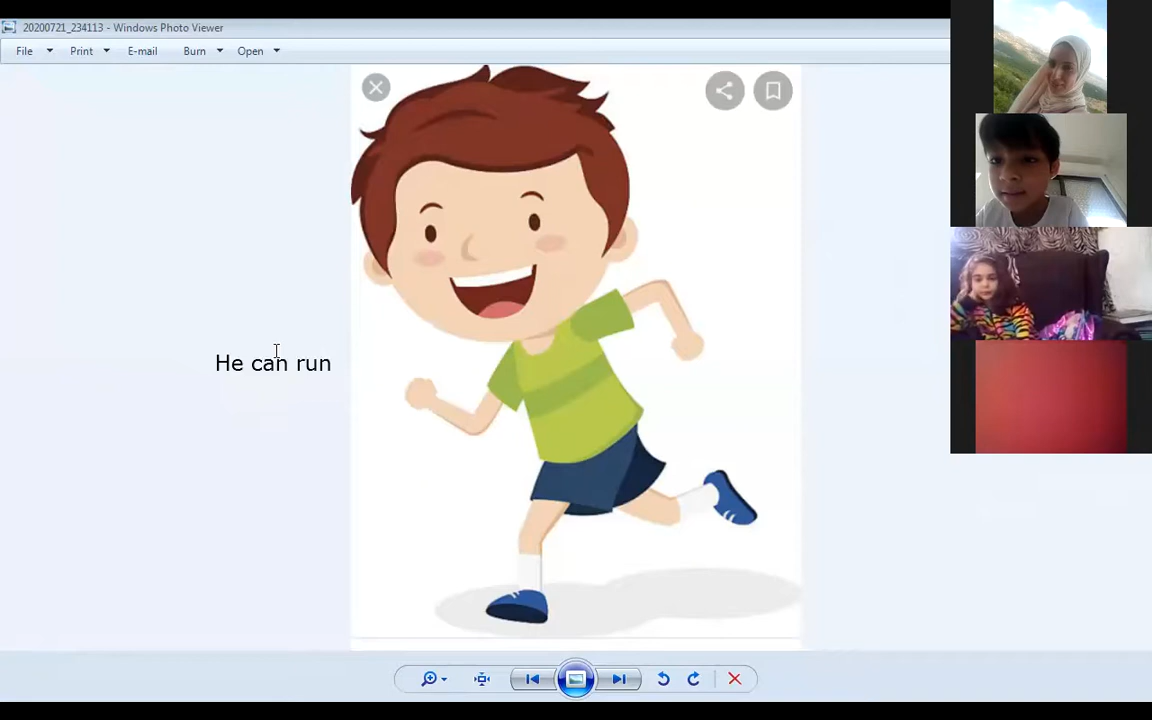 20200721_234113 - Windows Photo Viewer
File Print E-mail Burn Open
He can run